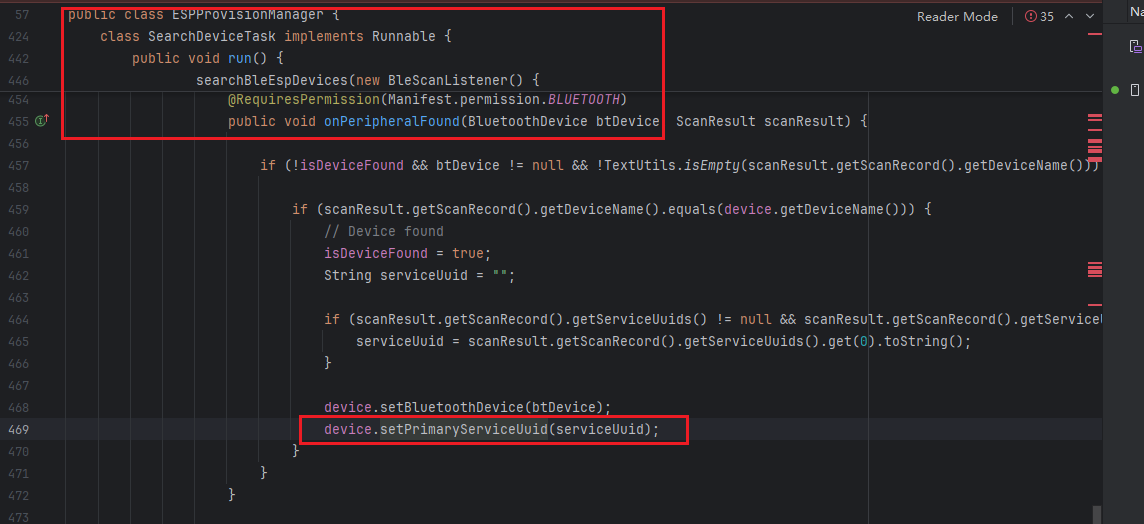 Reader Mode 35 Na
57 public class ESPProvisionManager {
424 class SearchDeviceTask implements Runnable {
442 public void run() {
446 searchBleEspDevices(new BleScanListener() {
454 @RequiresPermission(Manifest.permission.BLUETOOTH)
455 public void onPeripheralFound(BluetoothDevice btDevice, ScanResult scanResult) {
456
457 if (!isDeviceFound && btDevice != null && !TextUtils.isEmpty(scanResult.getScanRecord().getDeviceName()))
458
459 if (scanResult.getScanRecord().getDeviceName().equals(device.getDeviceName())) {
460 // Device found
461 isDeviceFound = true;
462 String serviceUuid = "";
463
464 if (scanResult.getScanRecord().getServiceUuids() != null && scanResult.getScanRecord().getServiceU
465 serviceUuid = scanResult.getScanRecord().getServiceUuids().get(0).toString();
466 }
467
468 device.setBluetoothDevice(btDevice);
469 device.setPrimaryServiceUuid(serviceUuid);
470 }
471 }
472 }
473